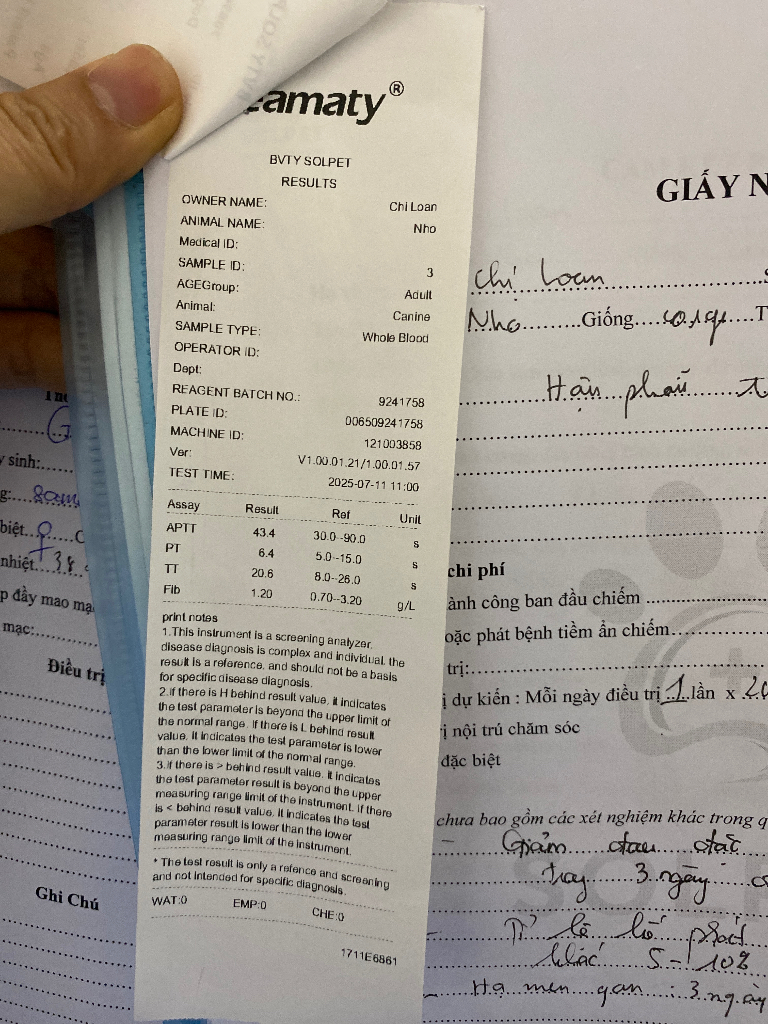 eamaty®
BVTY SOLPET
RESULTS
OWNER NAME: Chi Loan
ANIMAL NAME: Nho
Medical ID:
SAMPLE ID: 3
AGEGroup: Adult
Animal: Canine
SAMPLE TYPE: Whole Blood
OPERATOR ID:
Dept:
REAGENT BATCH NO.: 9241758
PLATE ID: 006509241758
MACHINE ID: 121003858
Ver: V1.00.01.21/1.00.01.57
TEST TIME: 2025-07-11 11:00
Assay Result Ref Unit
APTT 43.4 30.0--90.0 s
PT 6.4 5.0--15.0 s
TT 20.6 8.0--26.0 s
Fib 1.20 0.70--3.20 g/L
print notes
1.This instrument is a screening analyzer,
disease diagnosis is complex and individual, the
result is a reference, and should not be a basis
for specific disease diagnosis.
2.If there is H behind result value, it indicates
the test parameter is beyond the upper limit of
the normal range. If there is L behind result
value. It indicates the test parameter is lower
than the lower limit of the normal range.
3.If there is > behind result value, it indicates
the test parameter result is beyond the upper
measuring range limit of the instrument. If there
is < behind result value. It indicates the test
parameter result is lower than the lower
measuring range limit of the instrument.
* The test result is only a refence and screening
and not intended for specific diagnosis.
WAT:0 EMP:0 CHE:0
1711E6861
GIẤY N
Chị Loan
Nho Giống corgi T
Hậu phẫu
chi phí
ành công ban đầu chiếm
oặc phát bệnh tiềm ẩn chiếm
trị:
ị dự kiến : Mỗi ngày điều trị 1 lần x
ị nội trú chăm sóc
đặc biệt
chưa bao gồm các xét nghiệm khác trong q
- Giảm đau đặc
3 ngày
- Tỉ lệ
khác 5-10%
- Hạ men gan : 3 ngày
sinh:
biệt ♀
nhiệt 38
p đầy mao mạ
mạc:
Điều trị
Ghi Chú